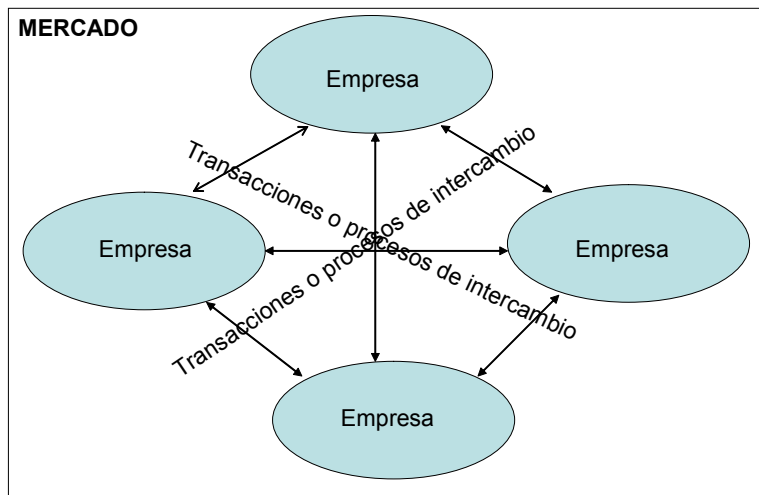 MERCADO
Empresa
Transacciones o procesos de intercambio
Transacciones o procesos de intercambio
Empresa
Empresa
Empresa